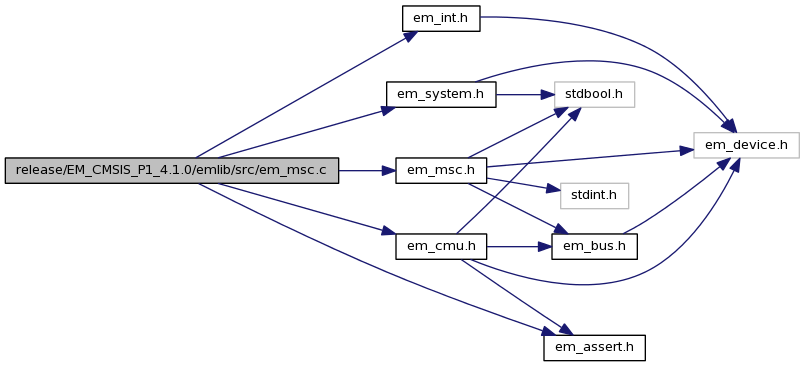 em_int.h
em_system.h
stdbool.h
em_device.h
release/EM_CMSIS_P1_4.1.0/emlib/src/em_msc.c
em_msc.h
stdint.h
em_cmu.h
em_bus.h
em_assert.h